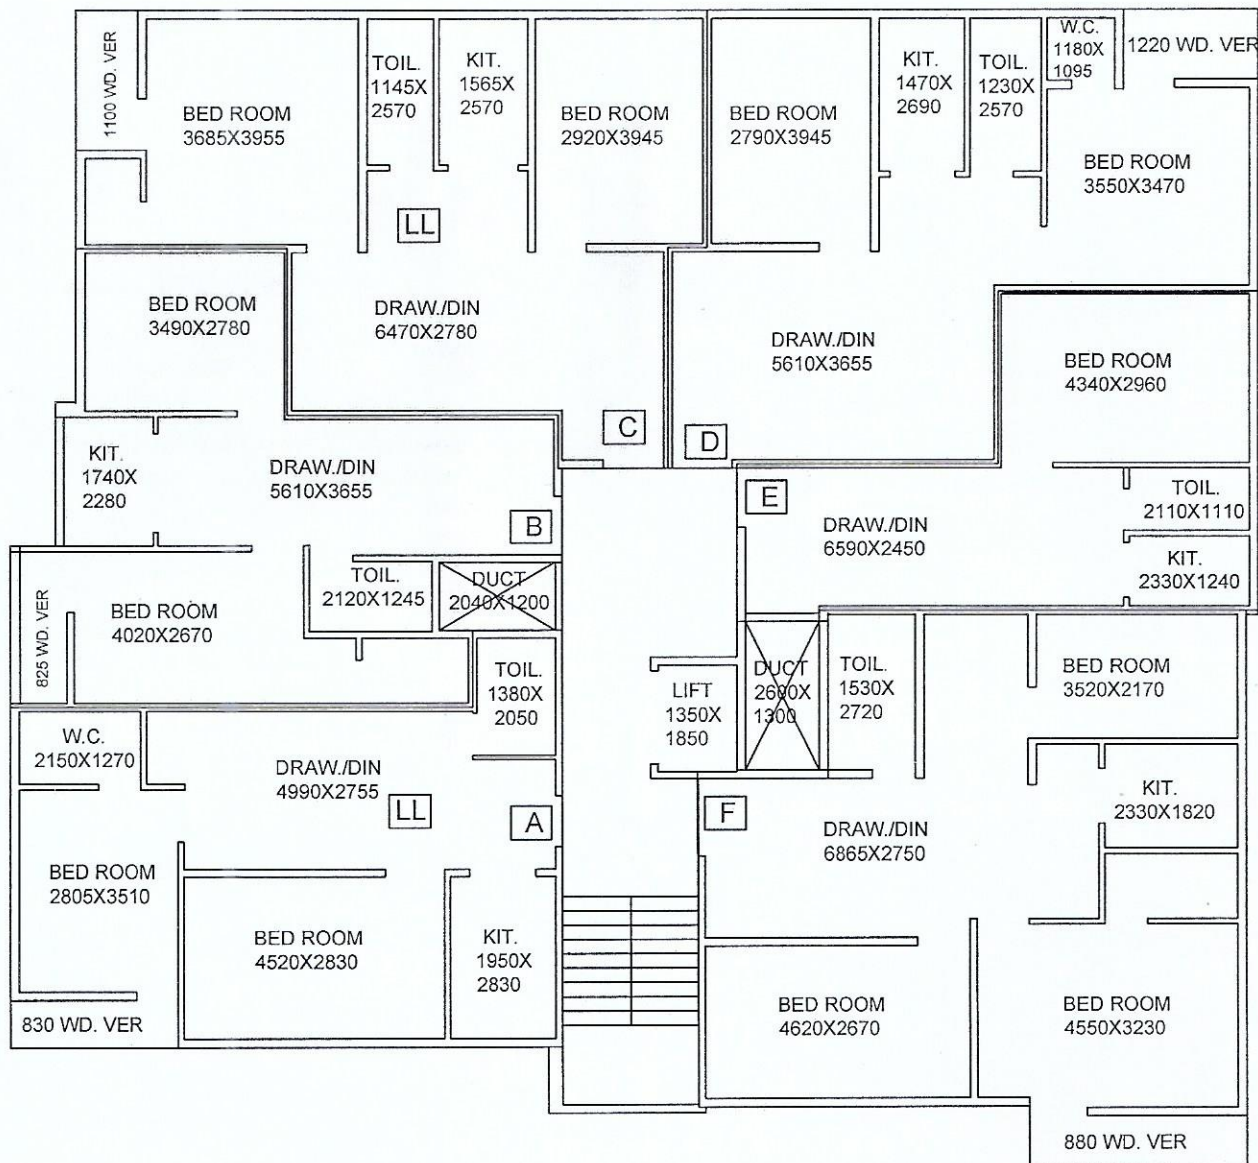 1100 WD. VER
BED ROOM
3685X3955
TOIL.
1145X
2570
KIT.
1565X
2570
BED ROOM
2920X3945
BED ROOM
2790X3945
KIT.
1470X
2690
TOIL.
1230X
2570
W.C.
1180X
1095
1220 WD. VER
BED ROOM
3550X3470
LL
BED ROOM
3490X2780
DRAW./DIN
6470X2780
DRAW./DIN
5610X3655
BED ROOM
4340X2960
C
D
KIT.
1740X
2280
DRAW./DIN
5610X3655
B
E
DRAW./DIN
6590X2450
TOIL.
2110X1110
KIT.
2330X1240
825 WD. VER
BED ROOM
4020X2670
TOIL.
2120X1245
DUCT
2040X1200
TOIL.
1380X
2050
LIFT
1350X
1850
DUCT
2600X
1300
TOIL.
1530X
2720
BED ROOM
3520X2170
W.C.
2150X1270
DRAW./DIN
4990X2755
LL
A
F
DRAW./DIN
6865X2750
KIT.
2330X1820
BED ROOM
2805X3510
BED ROOM
4520X2830
KIT.
1950X
2830
BED ROOM
4620X2670
BED ROOM
4550X3230
830 WD. VER
880 WD. VER